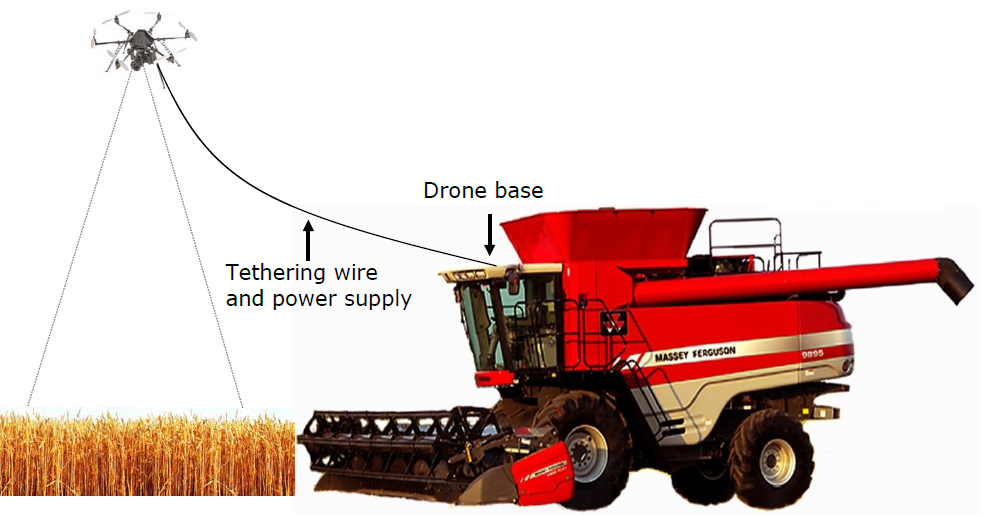 Drone base
Tethering wire
and power supply
MASSEY FERGUSON
9895